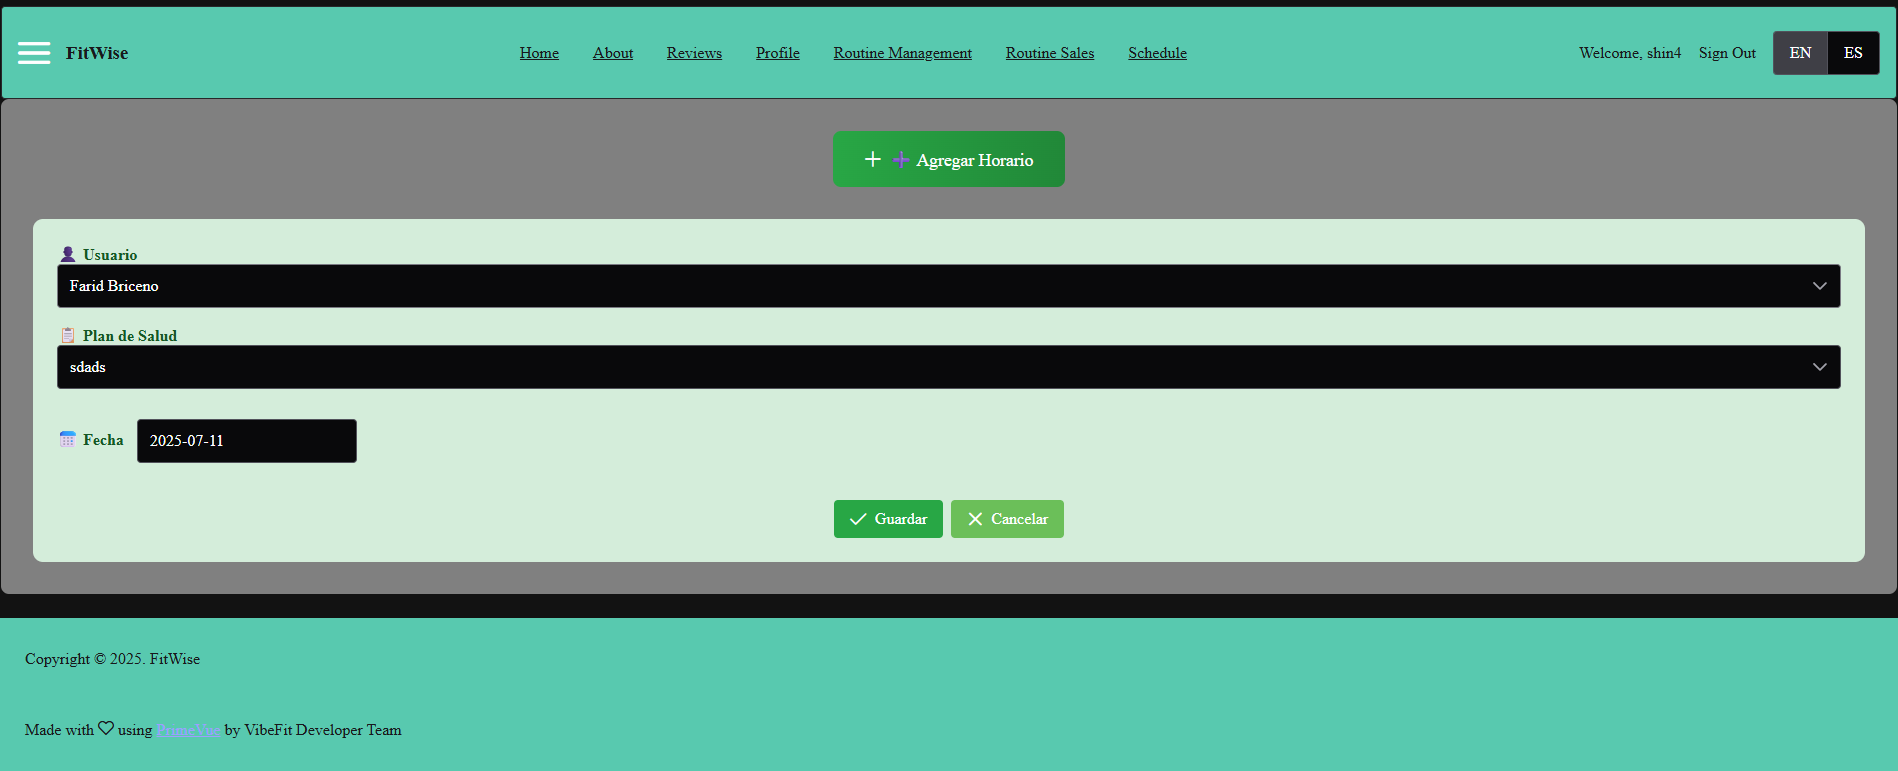 FitWise
Home About Reviews Profile Routine Management Routine Sales Schedule
Welcome, shin4 Sign Out EN ES
➕ Agregar Horario
👤 Usuario
Farid Briceno
📋 Plan de Salud
sdads
📅 Fecha 2025-07-11
Guardar Cancelar
Copyright © 2025. FitWise
Made with ♡ using PrimeVue by VibeFit Developer Team